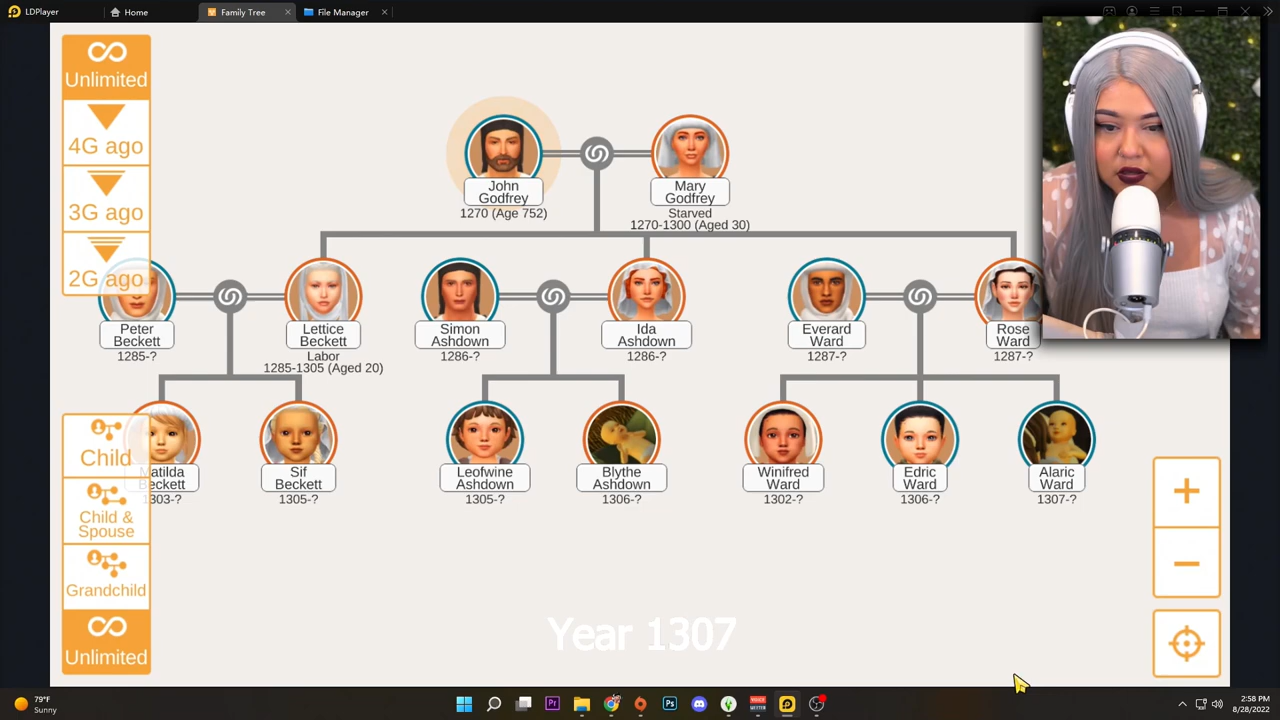 LDPlayer
Home
Family Tree
File Manager
Unlimited
4G ago
3G ago
2G ago
John
Godfrey
1270 (Age 752)
Mary
Godfrey
Starved
1270-1300 (Aged 30)
Peter
Beckett
1285-?
Lettice
Beckett
Labor
1285-1305 (Aged 20)
Simon
Ashdown
1286-?
Ida
Ashdown
1286-?
Everard
Ward
1287-?
Rose
Ward
1287-?
Matilda
Beckett
1303-?
Sif
Beckett
1305-?
Leofwine
Ashdown
1305-?
Blythe
Ashdown
1306-?
Winifred
Ward
1302-?
Edric
Ward
1306-?
Alaric
Ward
1307-?
Child
Child &
Spouse
Grandchild
Unlimited
Year 1307
79°F
Sunny
Pr
Ps
2:58 PM
8/28/2022